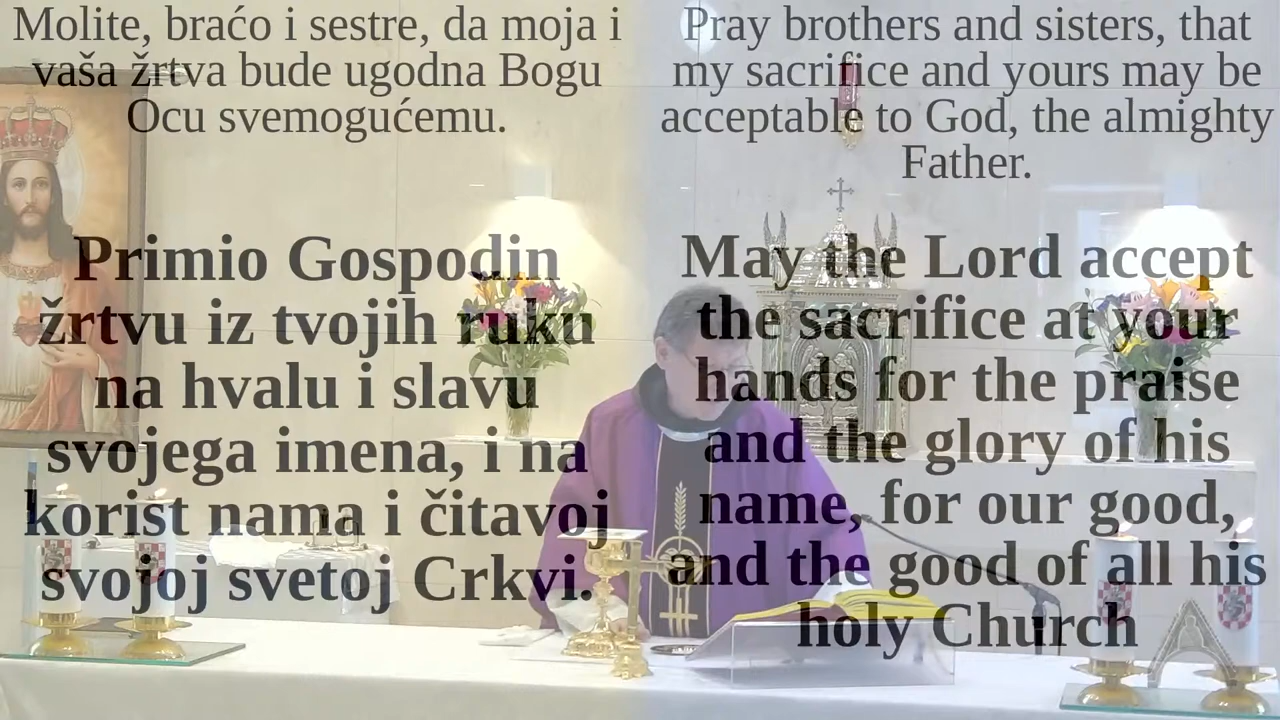 Molite, braćo i sestre, da moja i
vaša žrtva bude ugodna Bogu
Ocu svemogućemu.
Primio Gospodin
žrtvu iz tvojih ruku
na hvalu i slavu
svojega imena, i na
korist nama i čitavoj
svojoj svetoj Crkvi.
Pray brothers and sisters, that
my sacrifice and yours may be
acceptable to God, the almighty
Father.
May the Lord accept
the sacrifice at your
hands for the praise
and the glory of his
name, for our good,
and the good of all his
holy Church